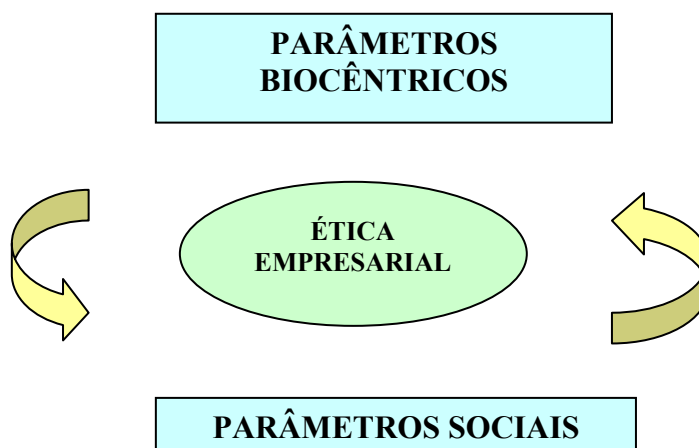 PARÂMETROS
BIOCÊNTRICOS
ÉTICA
EMPRESARIAL
PARÂMETROS SOCIAIS